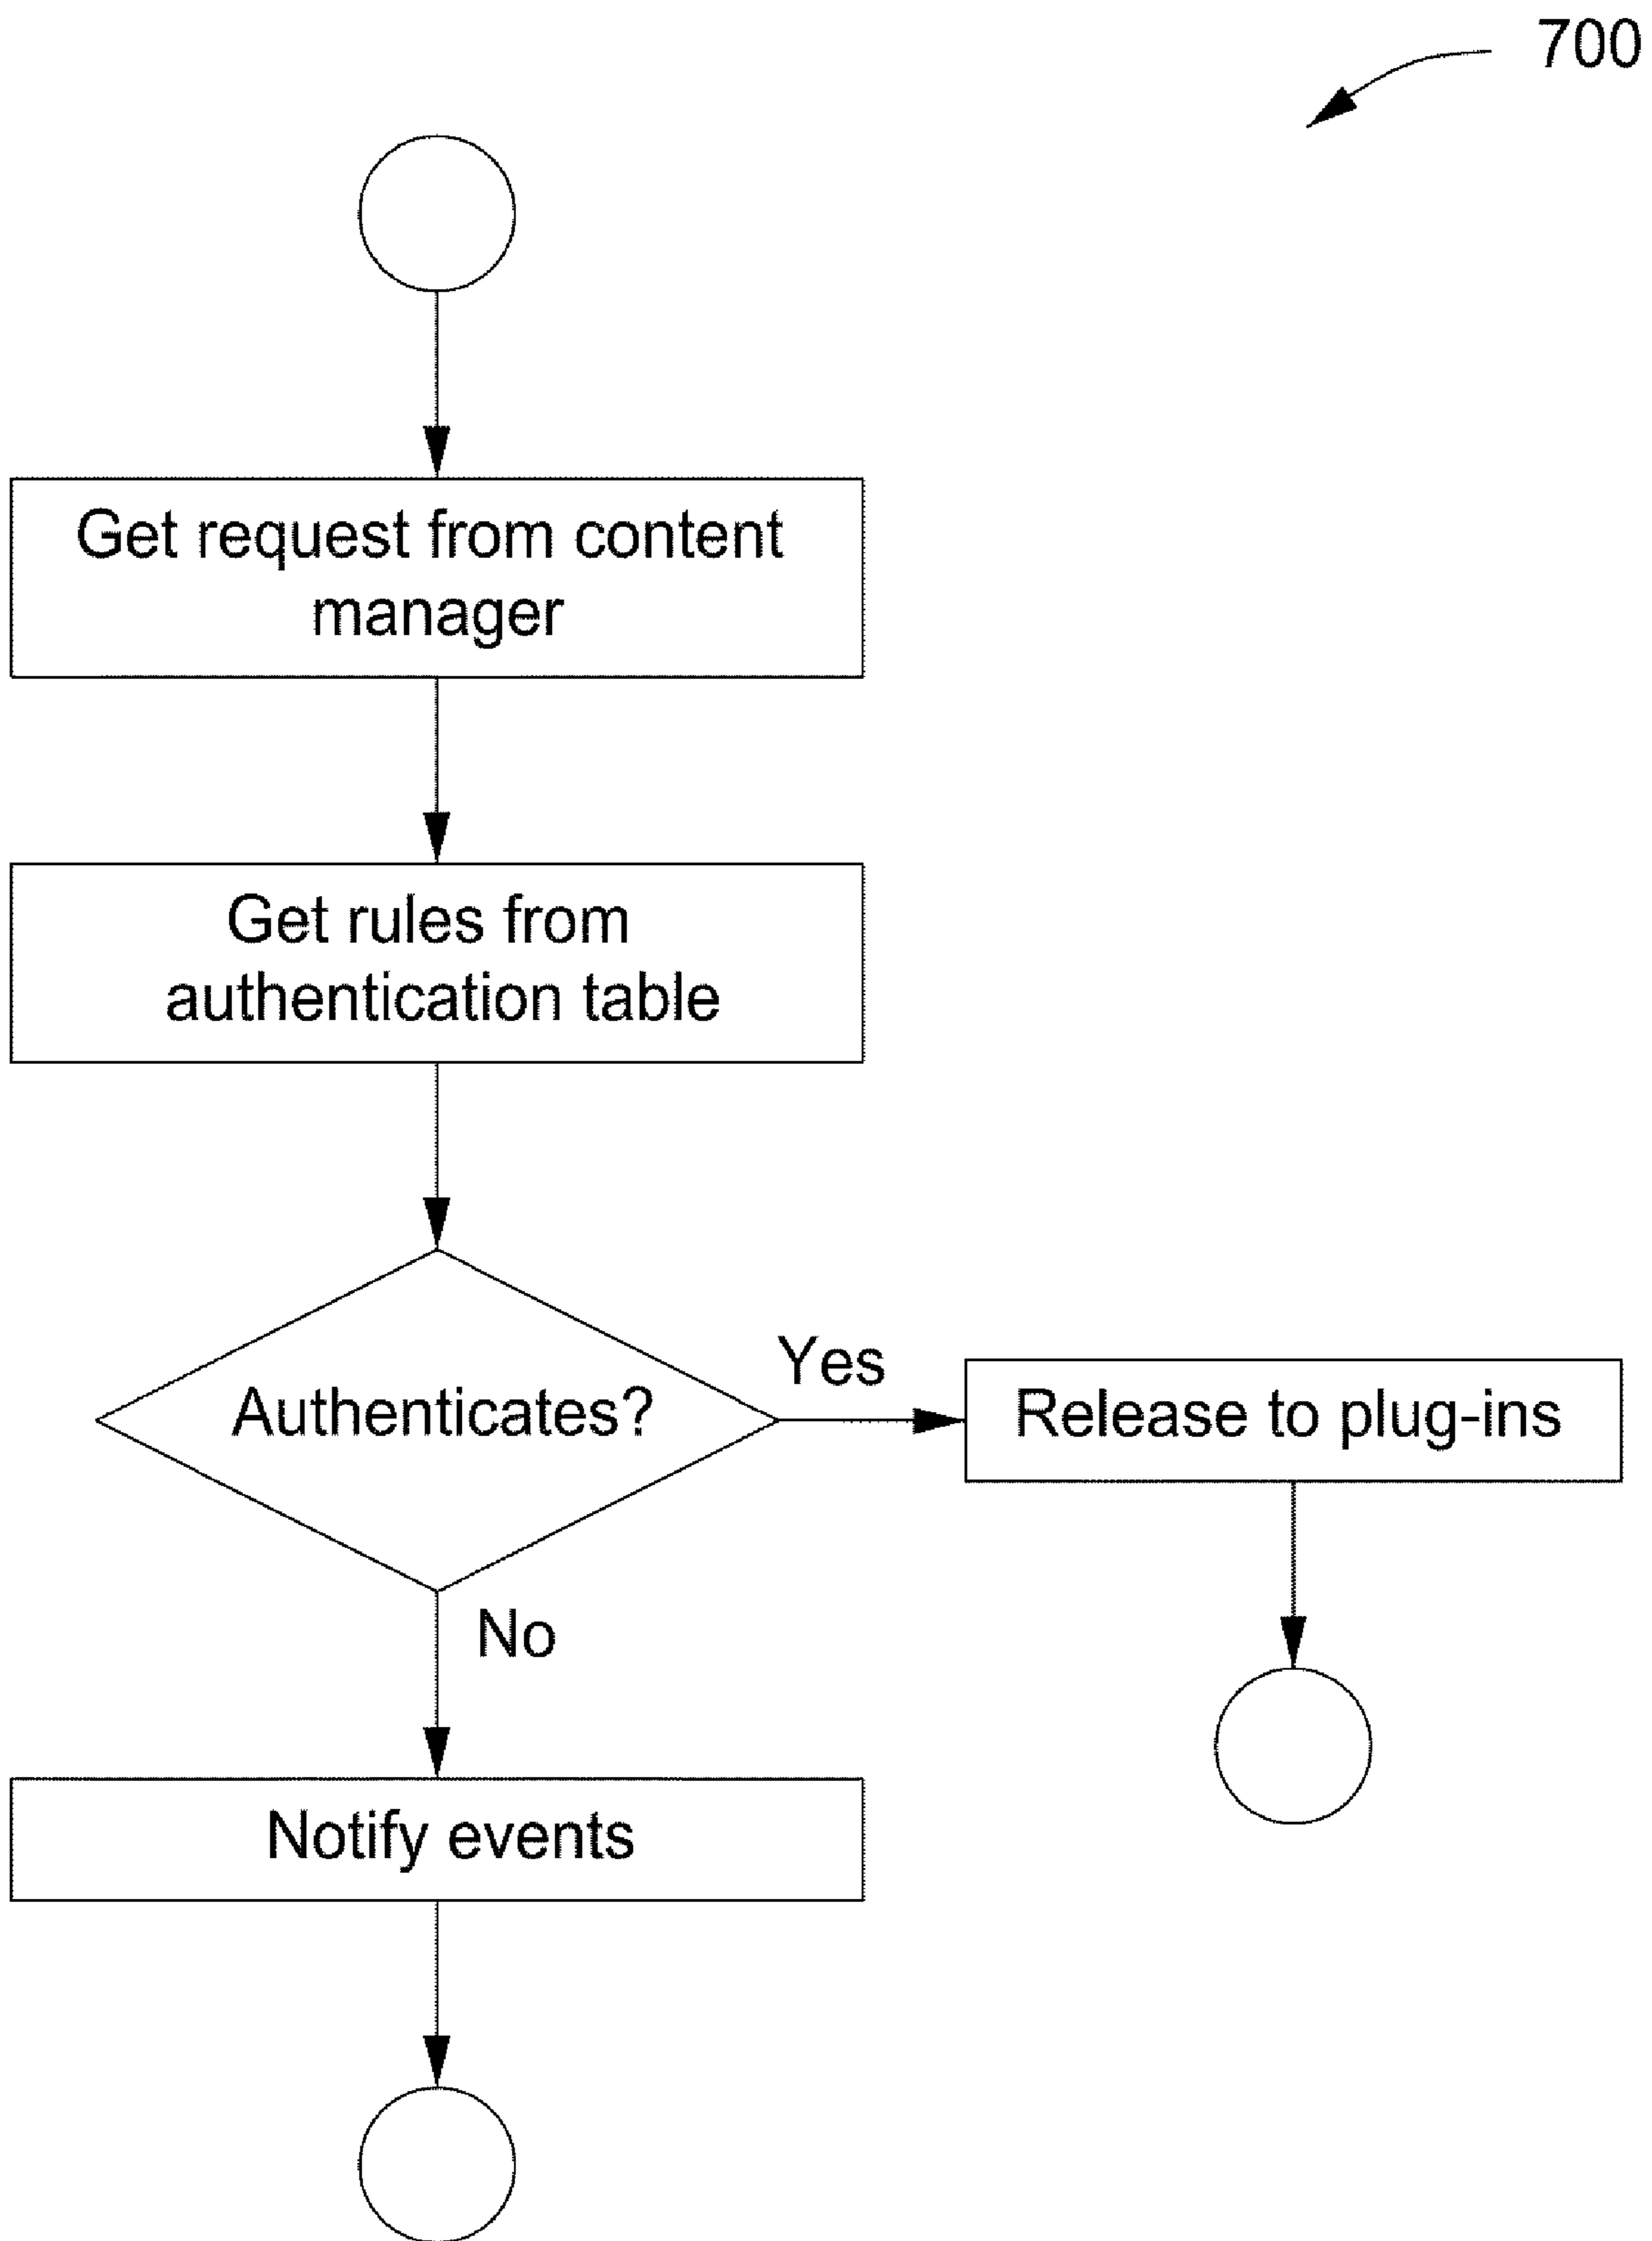 700
Get request from content
manager
Get rules from
authentication table
Authenticates?
Yes
Release to plug-ins
No
Notify events